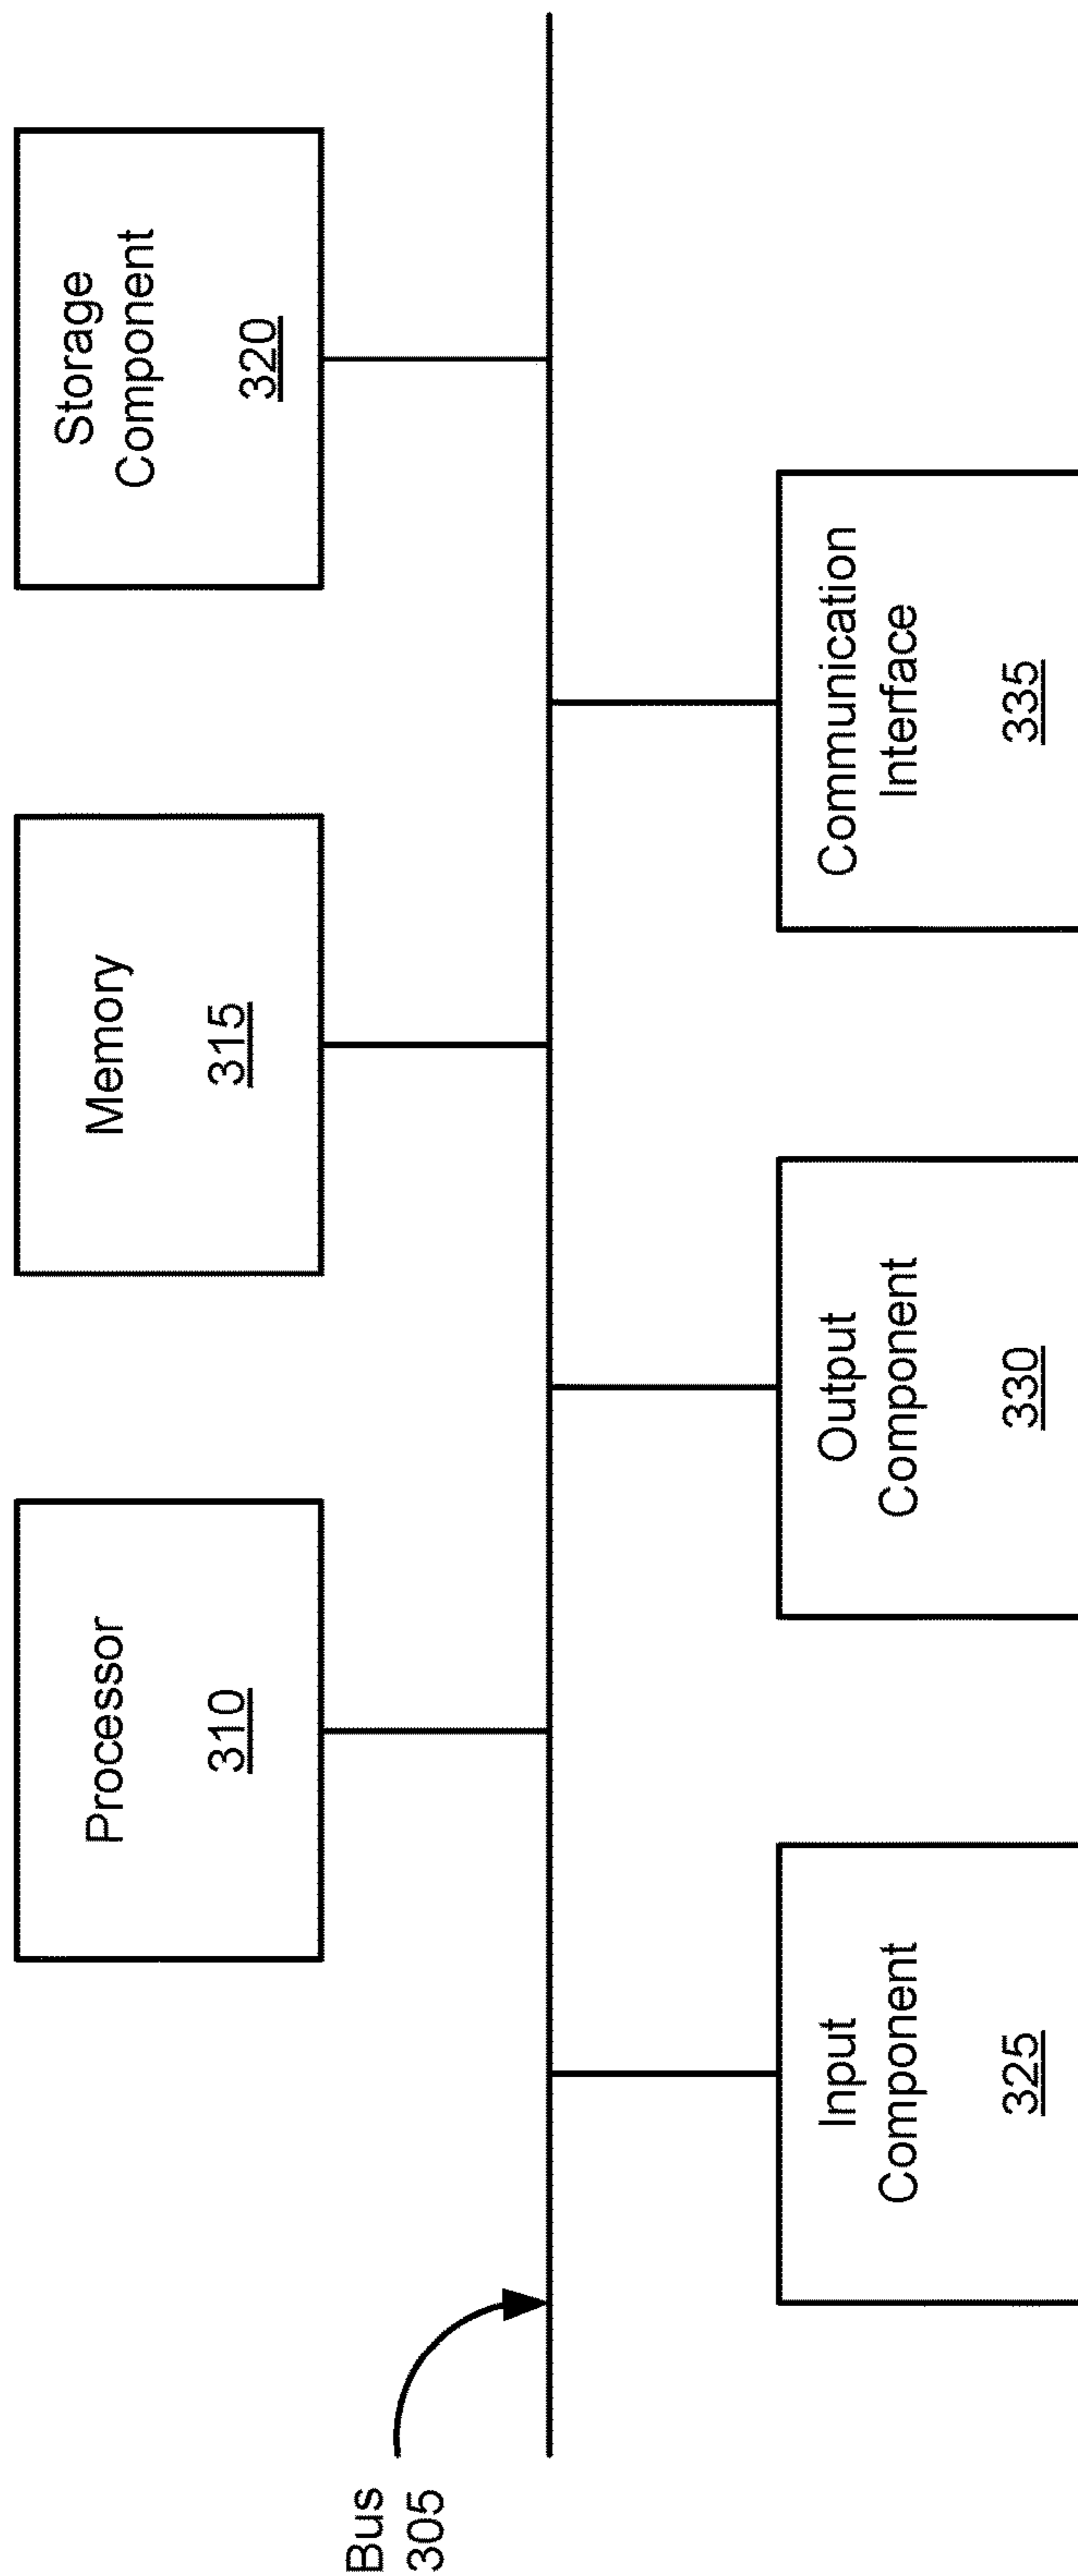 Processor
310
Memory
315
Storage
Component
320
Bus
305
Input
Component
325
Output
Component
330
Communication
Interface
335